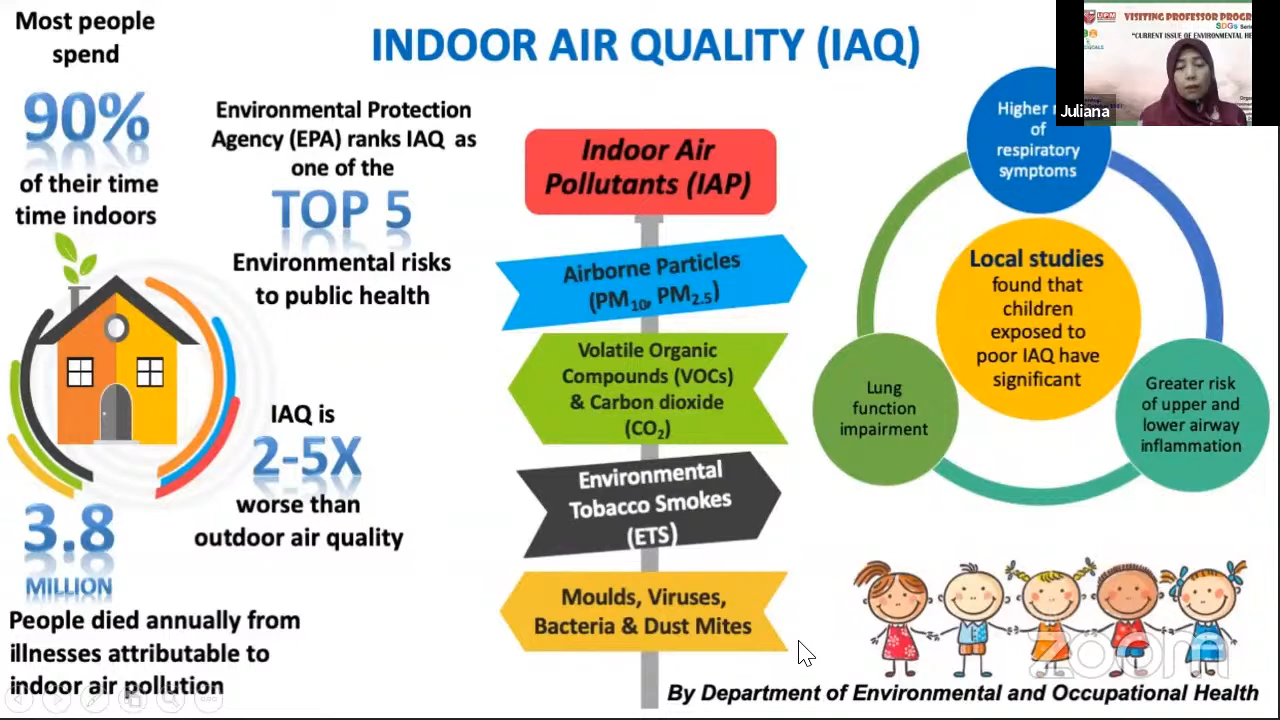 Most people
spend
90%
of their time
time indoors
INDOOR AIR QUALITY (IAQ)
Environmental Protection
Agency (EPA) ranks IAQ as
one of the
TOP 5
Environmental risks
to public health
IAQ is
2-5X
worse than
outdoor air quality
3.8
MILLION
People died annually from
illnesses attributable to
indoor air pollution
Indoor Air
Pollutants (IAP)
Airborne Particles
(PM10, PM2.5)
Volatile Organic
Compounds (VOCs)
& Carbon dioxide
(CO2)
Environmental
Tobacco Smokes
(ETS)
Moulds, Viruses,
Bacteria & Dust Mites
Higher
of
respiratory
symptoms
Local studies
found that
children
exposed to
poor IAQ have
significant
Lung
function
impairment
Greater risk
of upper and
lower airway
inflammation
By Department of Environmental and Occupational Health
zoom
UPM
VISITING PROFESSOR PROGR
SDGs
"CURRENT ISSUE OF ENVIRONMENTAL HE
Juliana